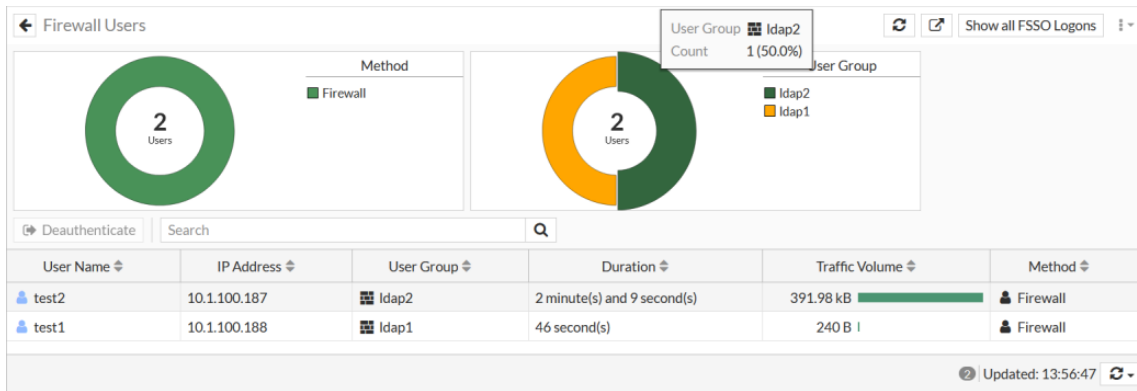 Firewall Users
Show all FSSO Logons
User Group ldap2
Count 1 (50.0%)
Method
Firewall
2
Users
User Group
ldap2
ldap1
2
Users
Deauthenticate
Search
User Name IP Address User Group Duration Traffic Volume Method
test2 10.1.100.187 ldap2 2 minute(s) and 9 second(s) 391.98 kB Firewall
test1 10.1.100.188 ldap1 46 second(s) 240 B Firewall
2 Updated: 13:56:47